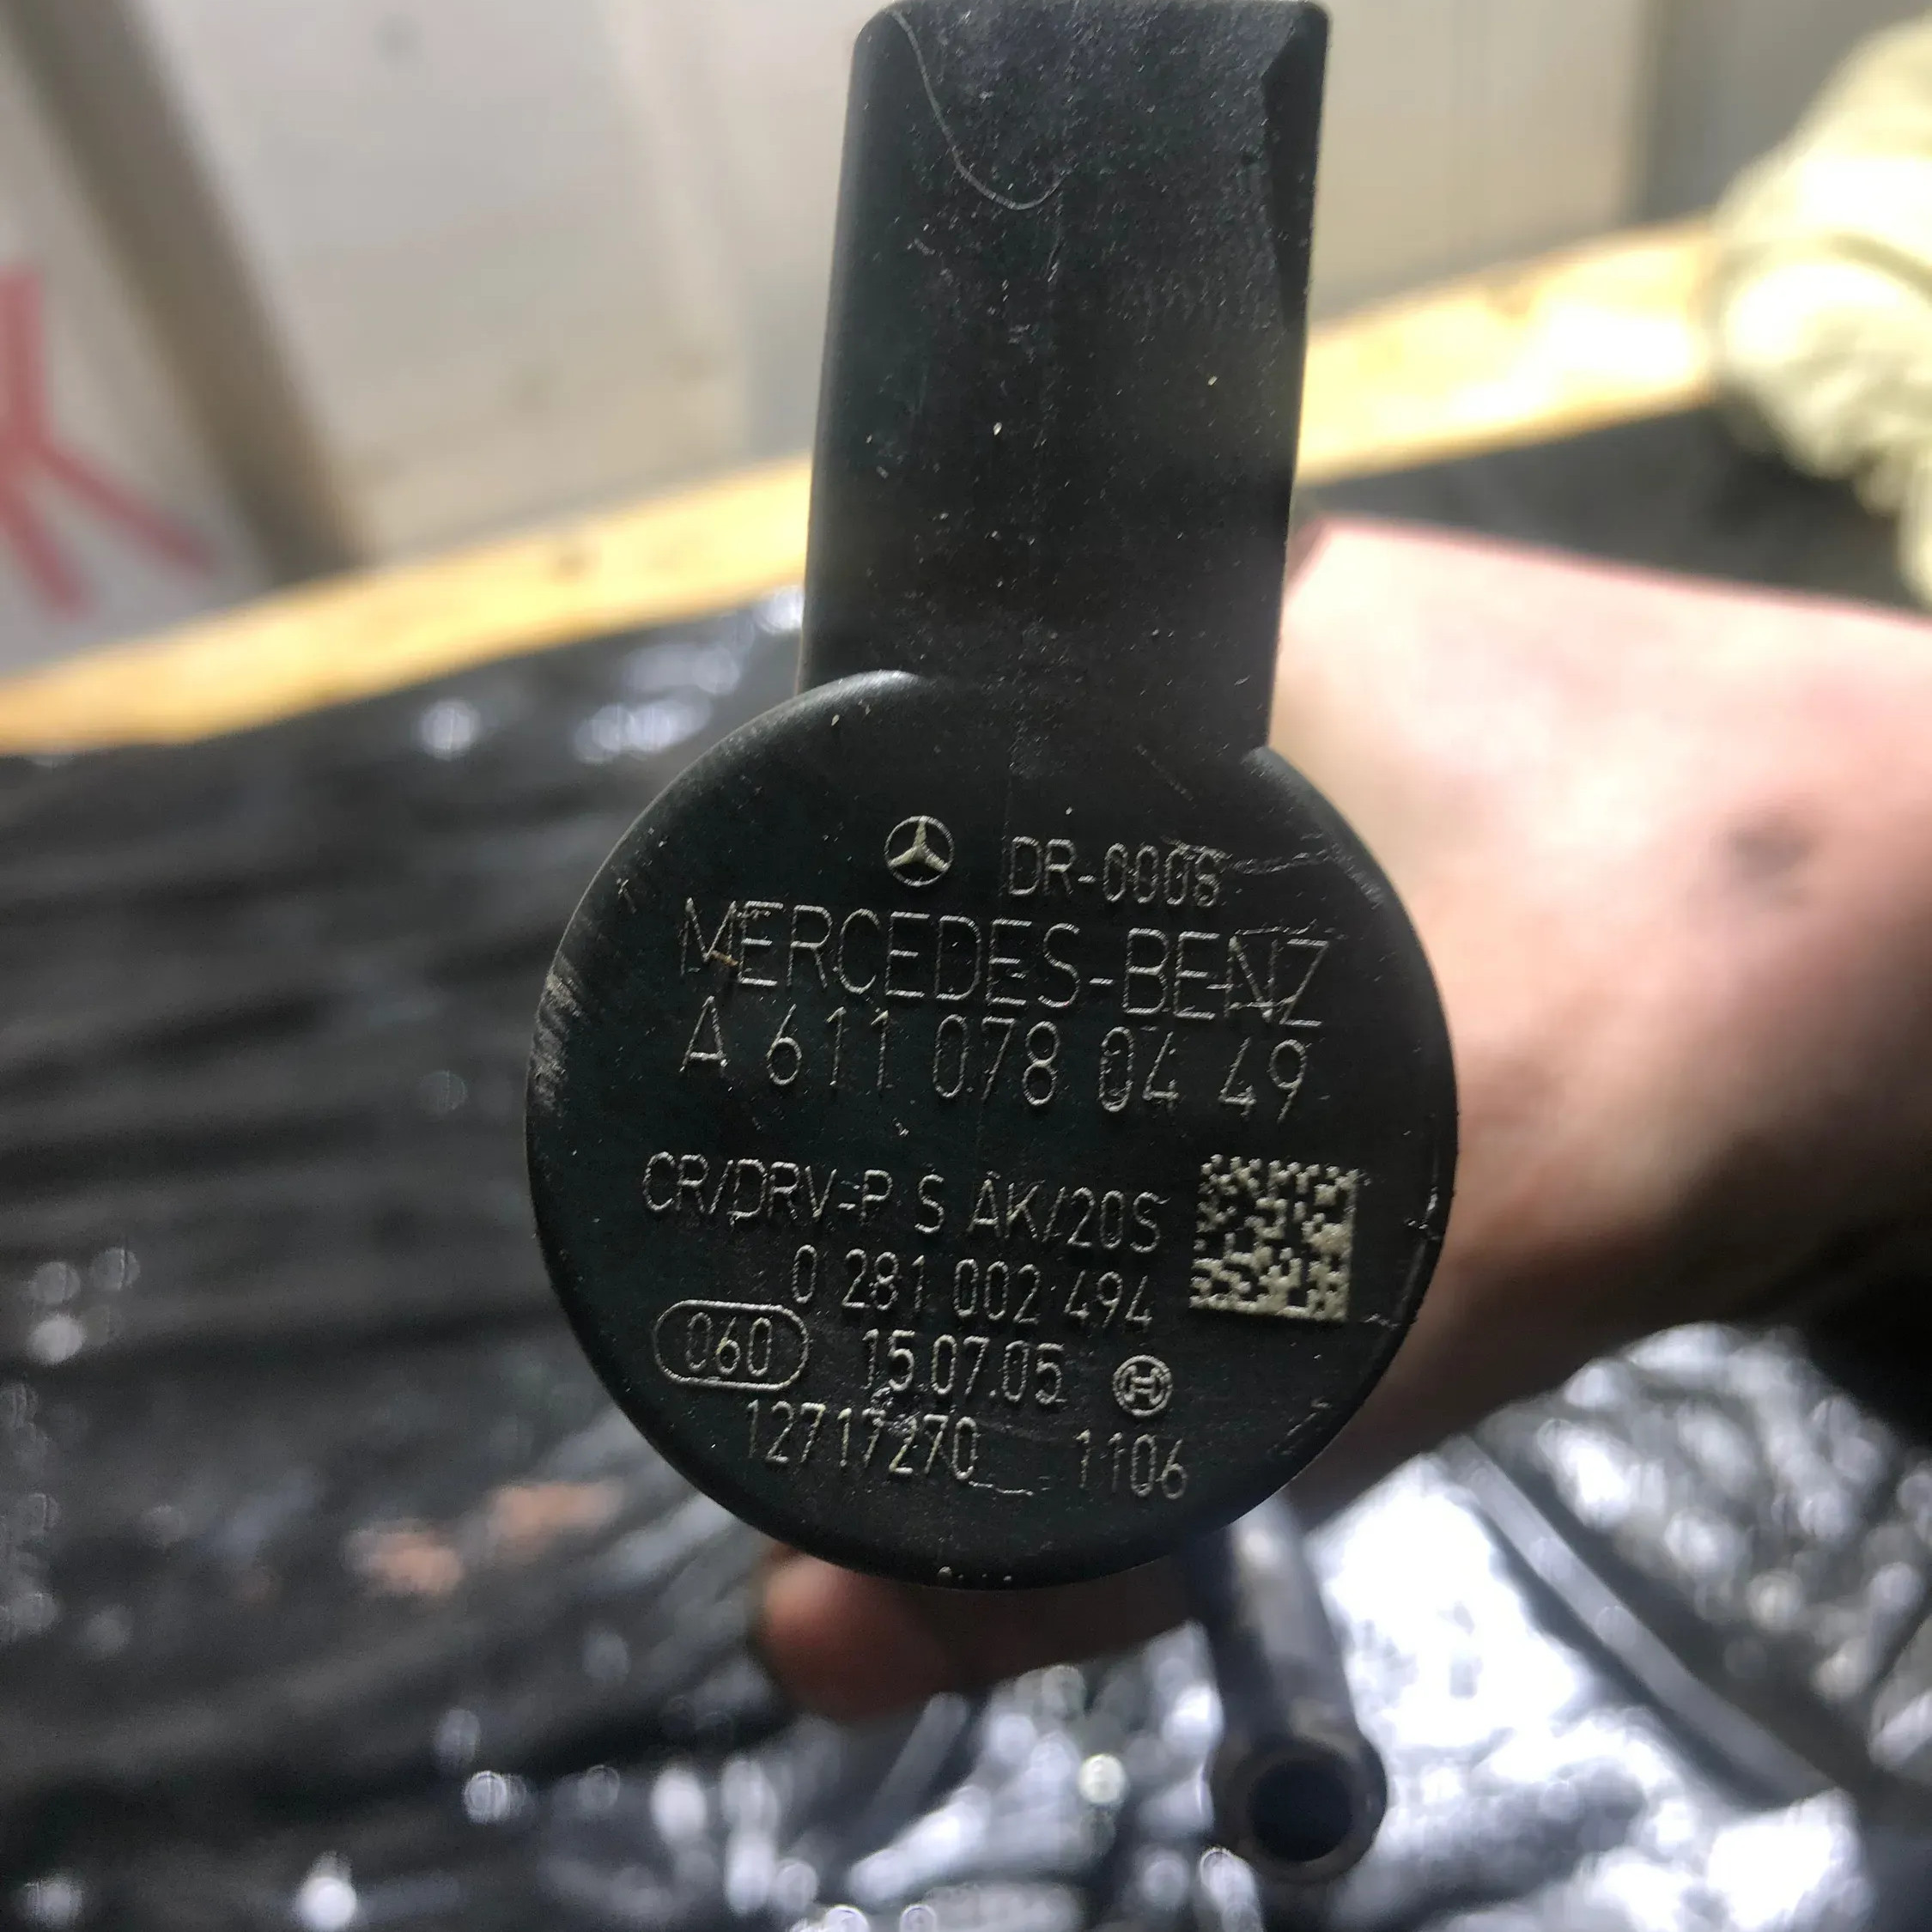 DR-0008
MERCEDES-BENZ
A 611 078 04 49
CR/DRV-P S AK/20S
0 281 002 494
060 15.07.05
12717270 1106